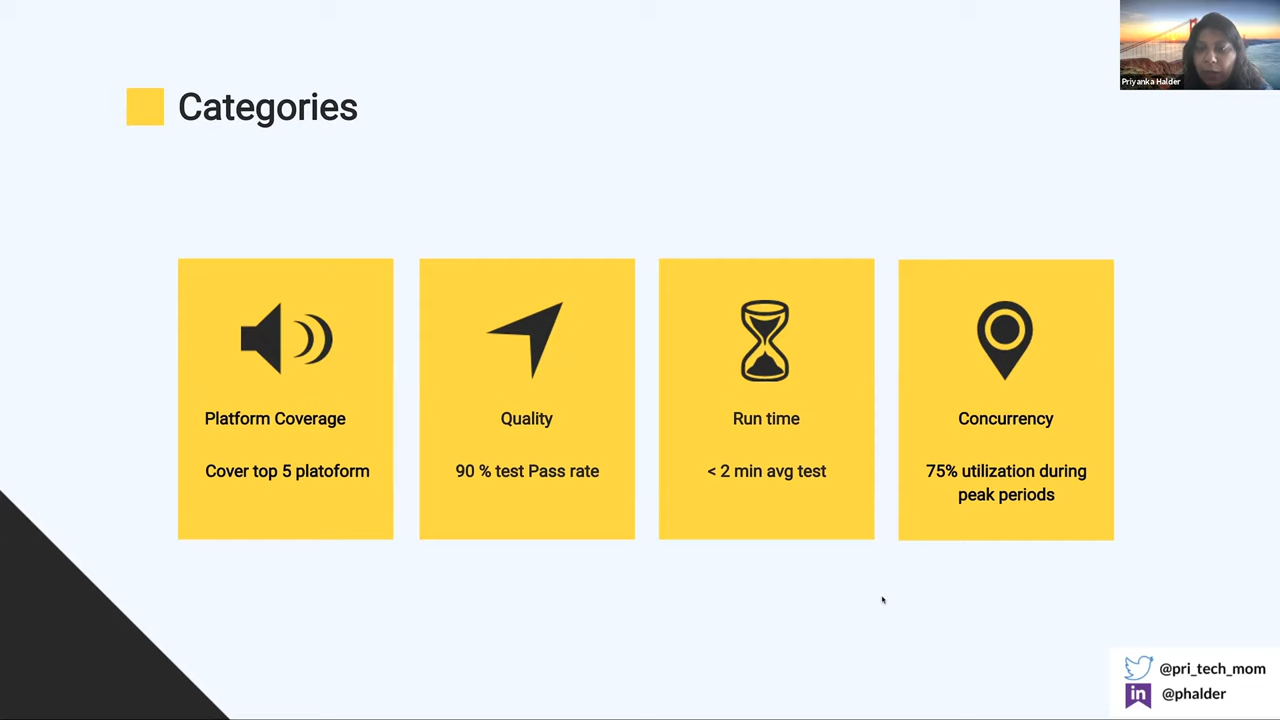 Priyanka Halder
Categories
Platform Coverage
Cover top 5 platoform
Quality
90 % test Pass rate
Run time
< 2 min avg test
Concurrency
75% utilization during
peak periods
@pri_tech_mom
in
@phalder